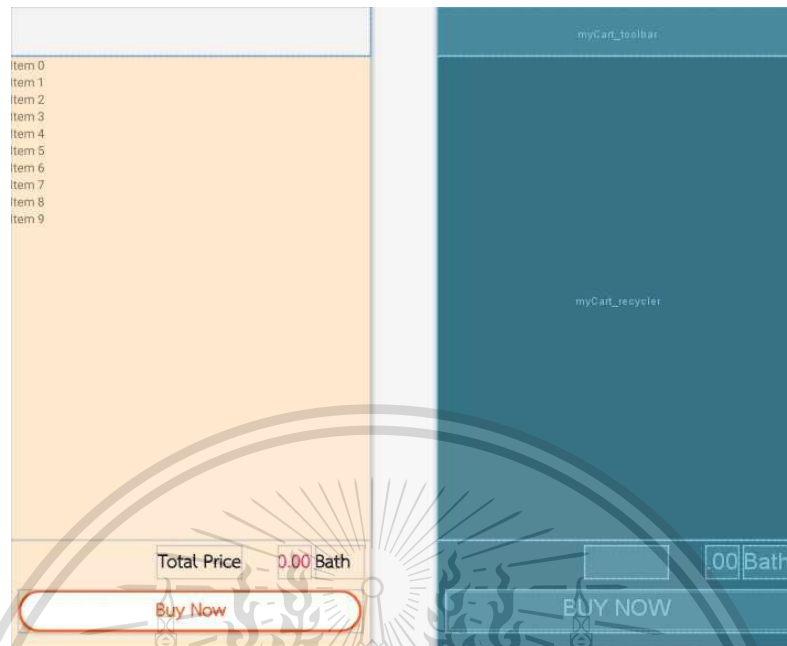 myCart_toolbar
Item 0
Item 1
Item 2
Item 3
Item 4
Item 5
Item 6
Item 7
Item 8
Item 9
myCart_recycler
Total Price 0.00 Bath
.00 Bath
Buy Now
BUY NOW